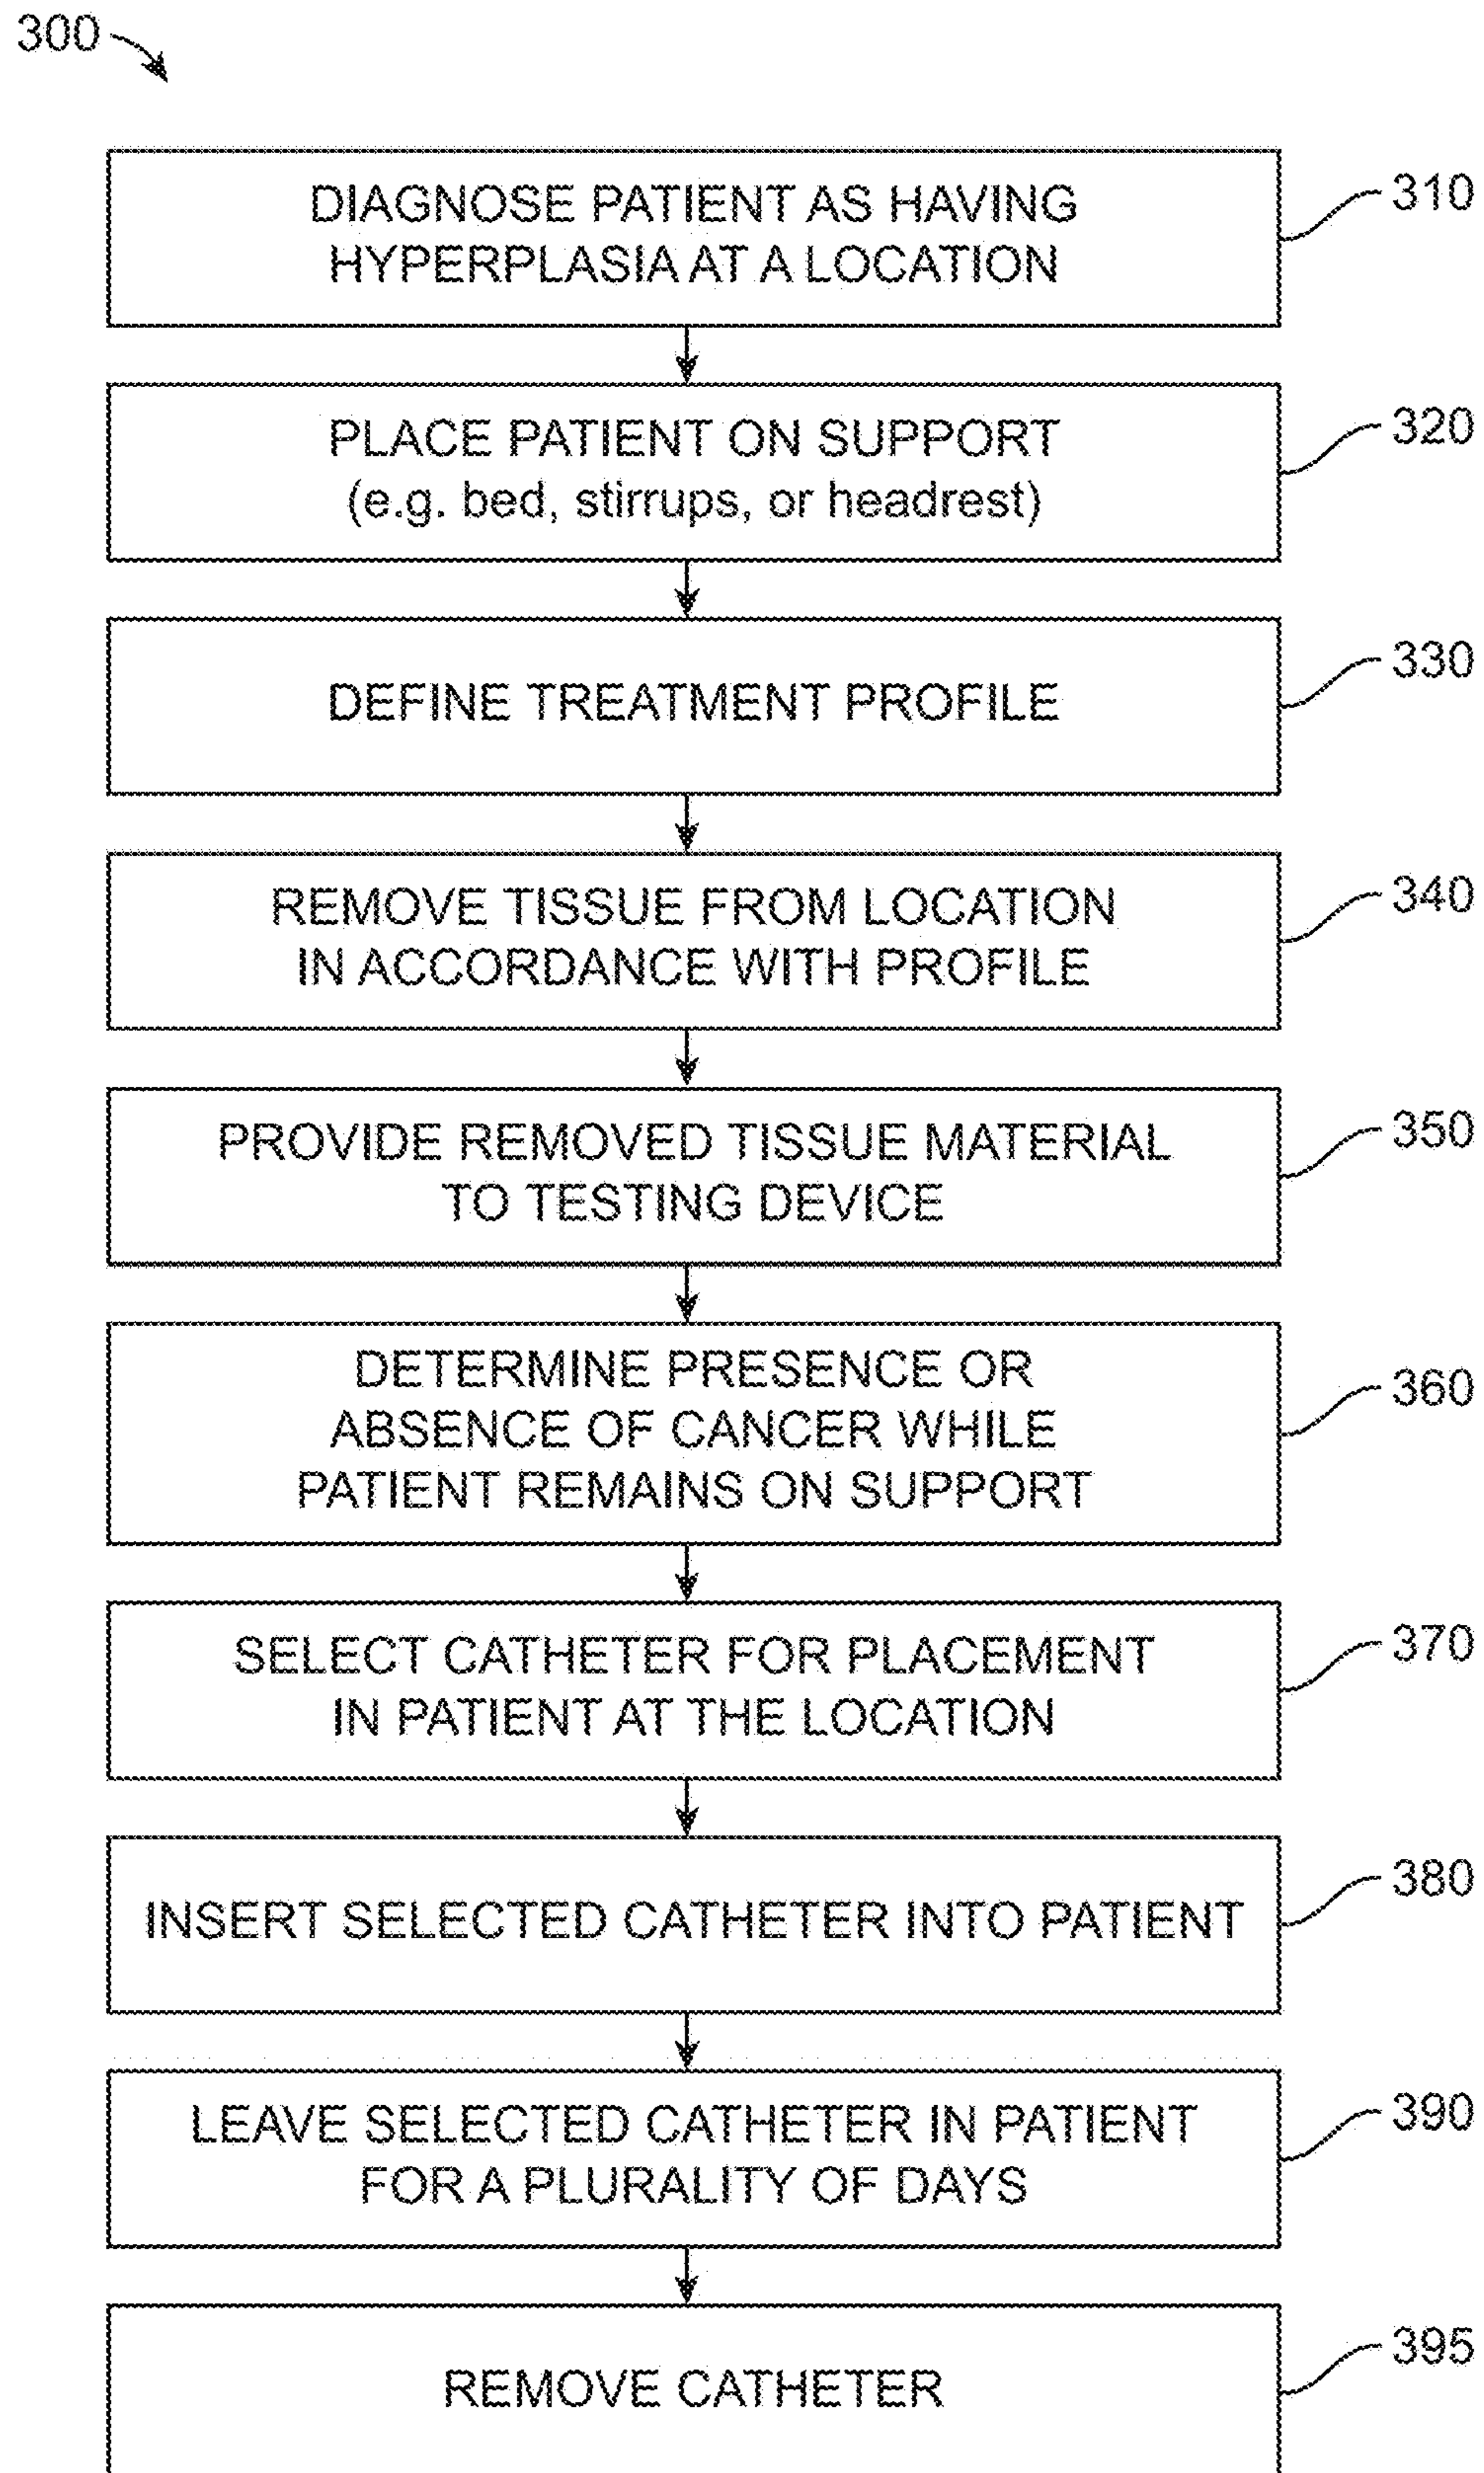 300
DIAGNOSE PATIENT AS HAVING
HYPERPLASIA AT A LOCATION
310
PLACE PATIENT ON SUPPORT
(e.g. bed, stirrups, or headrest)
320
DEFINE TREATMENT PROFILE
330
REMOVE TISSUE FROM LOCATION
IN ACCORDANCE WITH PROFILE
340
PROVIDE REMOVED TISSUE MATERIAL
TO TESTING DEVICE
350
DETERMINE PRESENCE OR
ABSENCE OF CANCER WHILE
PATIENT REMAINS ON SUPPORT
360
SELECT CATHETER FOR PLACEMENT
IN PATIENT AT THE LOCATION
370
INSERT SELECTED CATHETER INTO PATIENT
380
LEAVE SELECTED CATHETER IN PATIENT
FOR A PLURALITY OF DAYS
390
REMOVE CATHETER
395